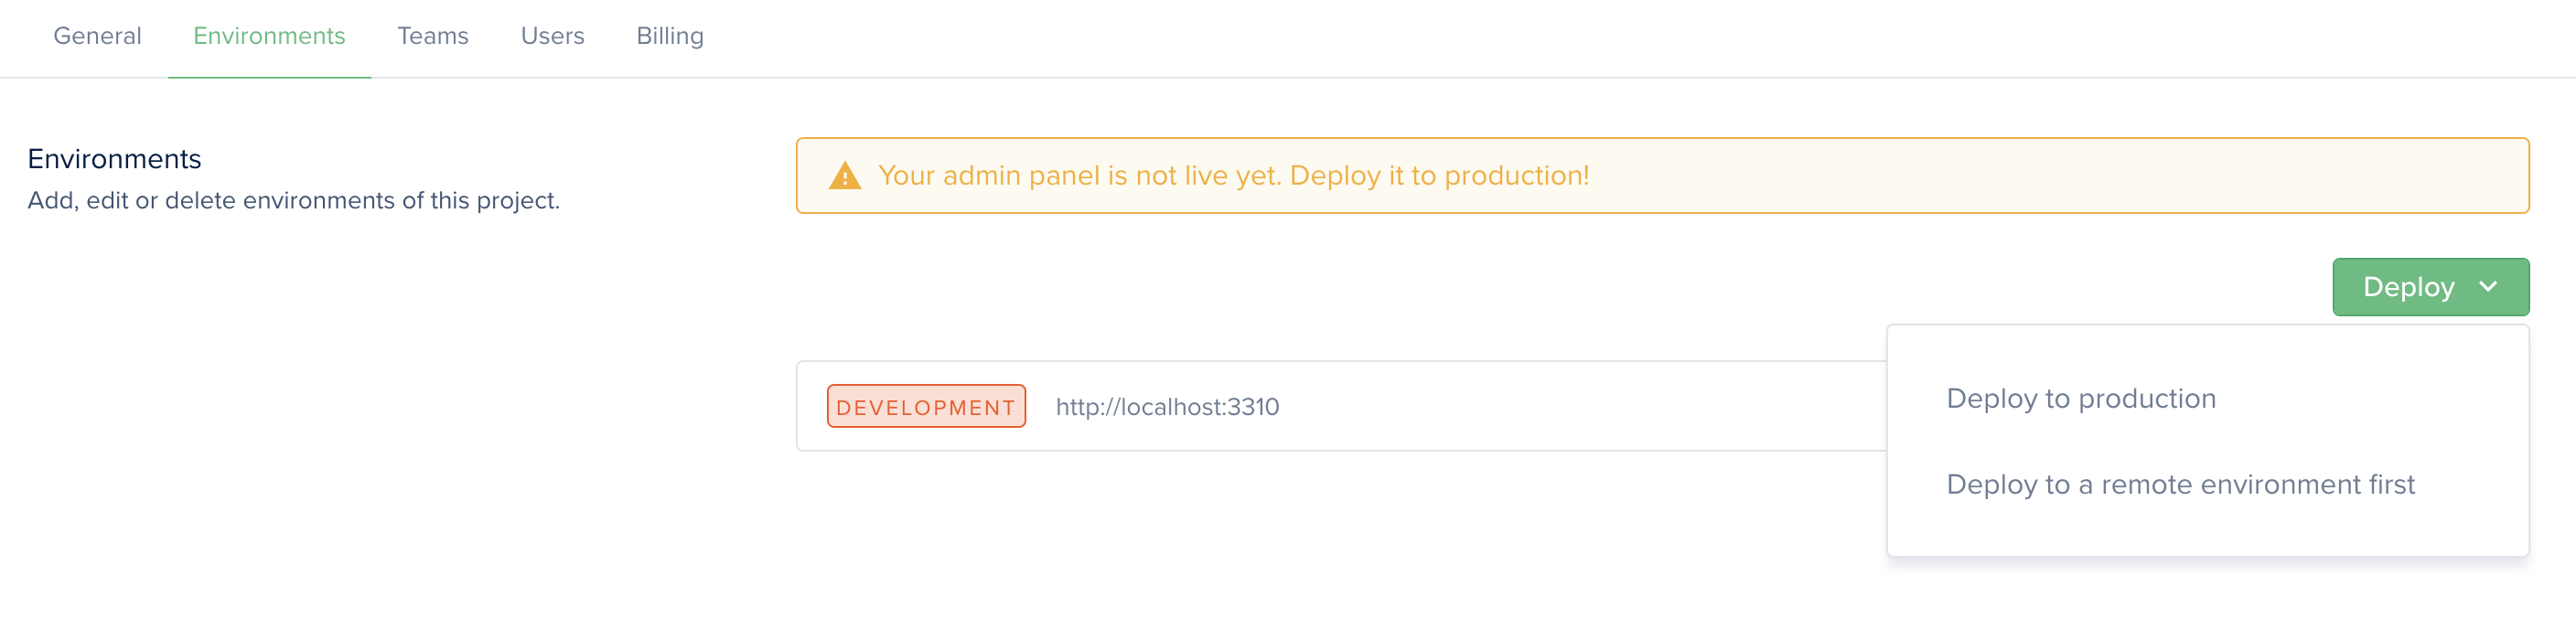 General Environments Teams Users Billing
Environments
Add, edit or delete environments of this project.
Your admin panel is not live yet. Deploy it to production!
Deploy
DEVELOPMENT http://localhost:3310
Deploy to production
Deploy to a remote environment first